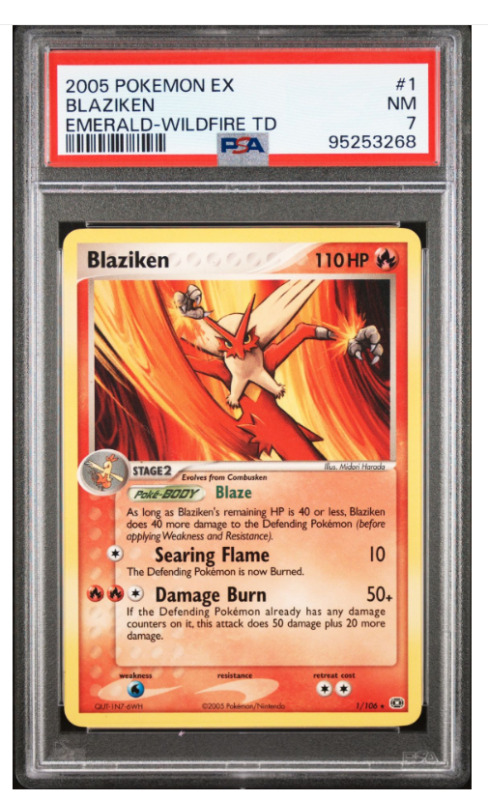 2005 POKEMON EX #1
BLAZIKEN NM
EMERALD-WILDFIRE TD 7
PSA 95253268
Blaziken 110 HP
STAGE 2 Evolves from Combusken Illus. Midori Harada
Poké-BODY Blaze
As long as Blaziken's remaining HP is 40 or less, Blaziken
does 40 more damage to the Defending Pokémon (before
applying Weakness and Resistance).
Searing Flame 10
The Defending Pokémon is now Burned.
Damage Burn 50+
If the Defending Pokémon already has any damage
counters on it, this attack does 50 damage plus 20 more
damage.
weakness resistance retreat cost
©2005 Pokémon/Nintendo 1/106 ★